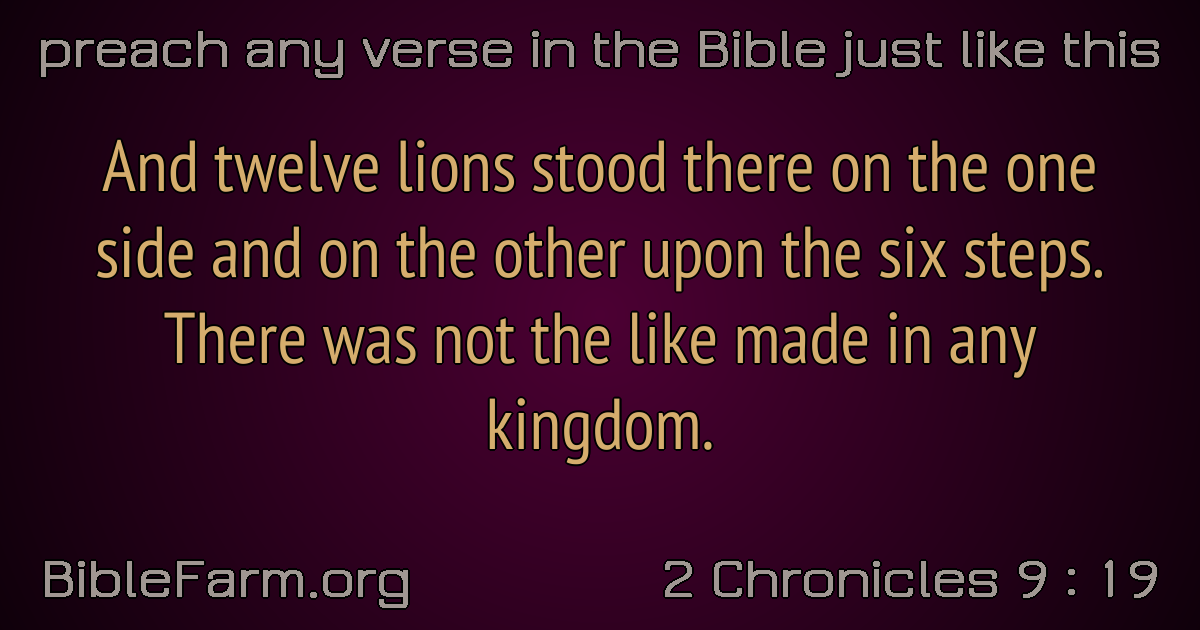 preach any verse in the Bible just like this
And twelve lions stood there on the one
side and on the other upon the six steps.
There was not the like made in any
kingdom.
BibleFarm.org
2 Chronicles 9 : 19